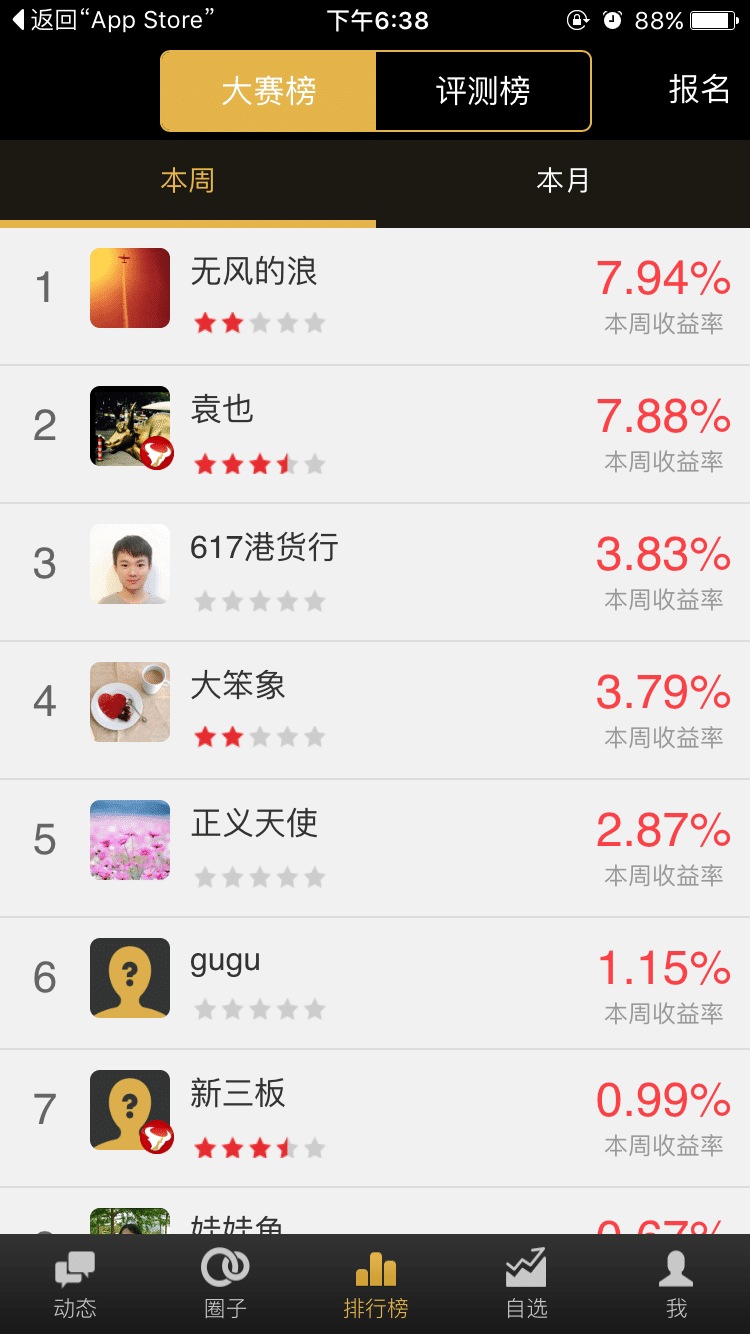 返回“App Store” 下午6:38 88%
大赛榜 评测榜 报名
本周 本月
1 无风的浪 7.94%
本周收益率
2 袁也 7.88%
本周收益率
3 617港货行 3.83%
本周收益率
4 大笨象 3.79%
本周收益率
5 正义天使 2.87%
本周收益率
6 gugu 1.15%
本周收益率
7 新三板 0.99%
本周收益率
娃娃鱼 0.67%
动态 圈子 排行榜 自选 我